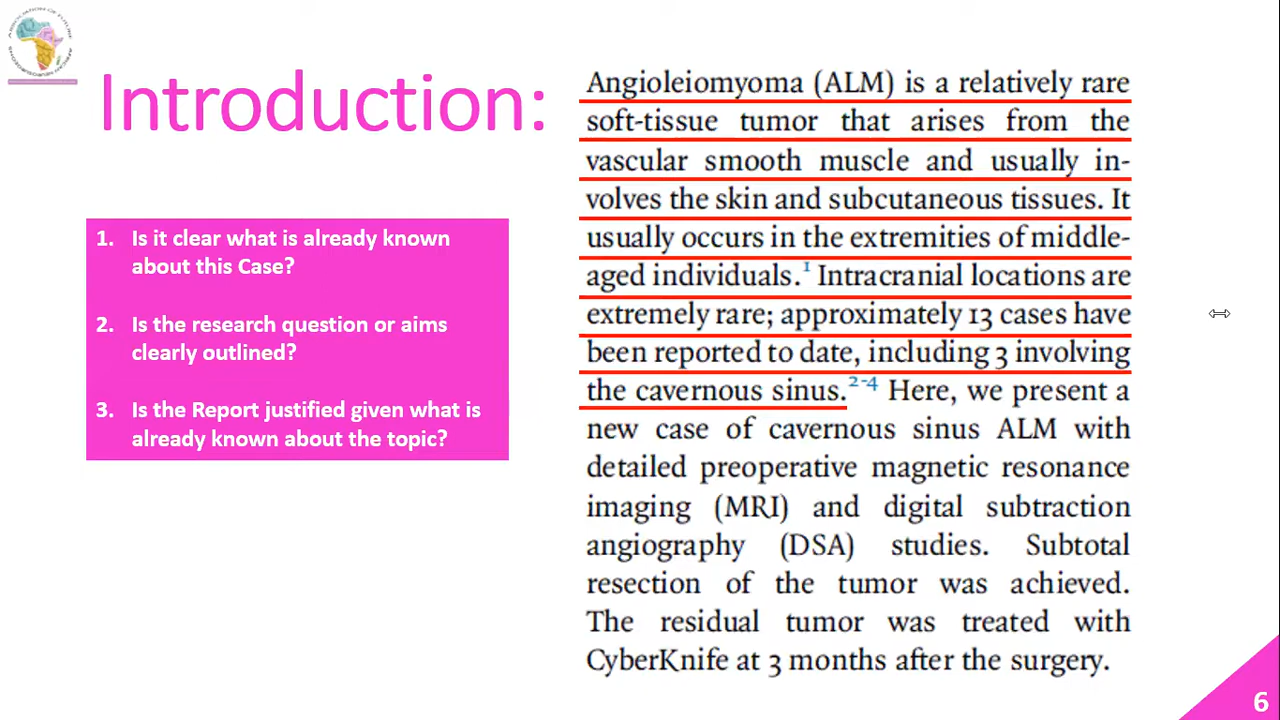 Introduction:
1. Is it clear what is already known
about this Case?
2. Is the research question or aims
clearly outlined?
3. Is the Report justified given what is
already known about the topic?
Angioleiomyoma (ALM) is a relatively rare
soft-tissue tumor that arises from the
vascular smooth muscle and usually in-
volves the skin and subcutaneous tissues. It
usually occurs in the extremities of middle-
aged individuals.¹ Intracranial locations are
extremely rare; approximately 13 cases have
been reported to date, including 3 involving
the cavernous sinus.²⁻⁴ Here, we present a
new case of cavernous sinus ALM with
detailed preoperative magnetic resonance
imaging (MRI) and digital subtraction
angiography (DSA) studies. Subtotal
resection of the tumor was achieved.
The residual tumor was treated with
CyberKnife at 3 months after the surgery.
6